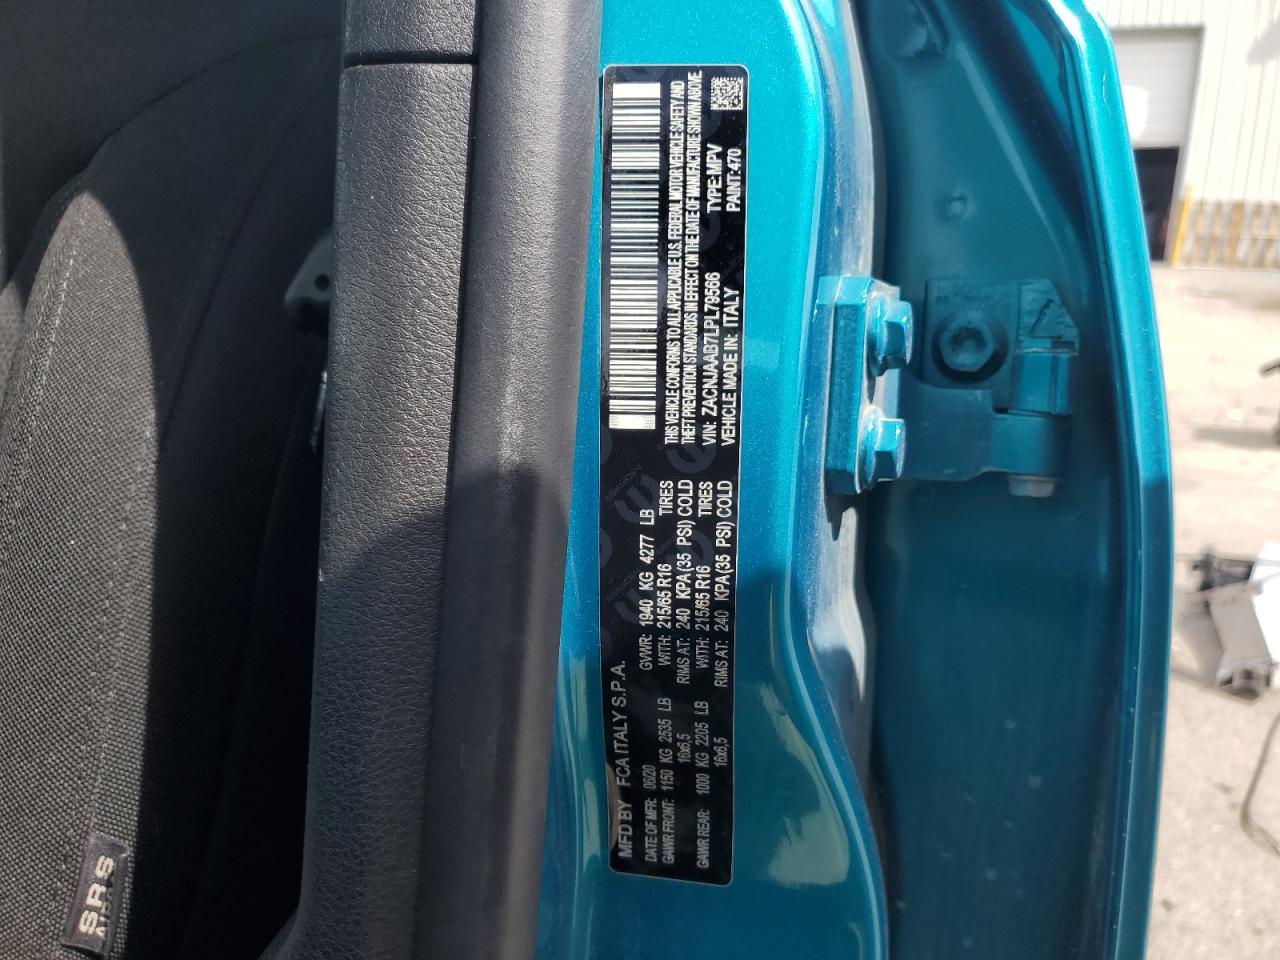 MFD BY FCA ITALY S.P.A.
DATE OF MFR: 06/20 GVWR: 1940 KG 4277 LB
GAWR FRONT: 1150 KG 2535 LB WITH: 215/65 R16 TIRES
16x6,5 RIMS AT: 240 KPA (35 PSI) COLD
GAWR REAR: 1000 KG 2205 LB WITH: 215/65 R16 TIRES
16x6,5 RIMS AT: 240 KPA (35 PSI) COLD
THIS VEHICLE CONFORMS TO ALL APPLICABLE U.S. FEDERAL MOTOR VEHICLE SAFETY AND
THEFT PREVENTION STANDARDS IN EFFECT ON THE DATE OF MANUFACTURE SHOWN ABOVE
VIN: ZACNJAAB7LPL79566 TYPE: MPV
VEHICLE MADE IN: ITALY PAINT: 470
SRS